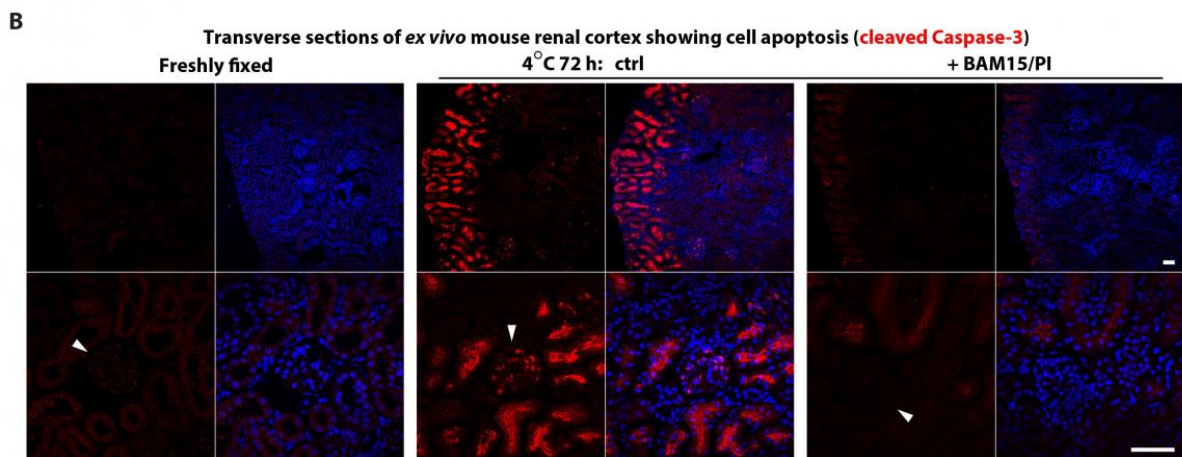 B
Transverse sections of ex vivo mouse renal cortex showing cell apoptosis (cleaved Caspase-3)
Freshly fixed
4°C 72 h: ctrl
+ BAM15/PI